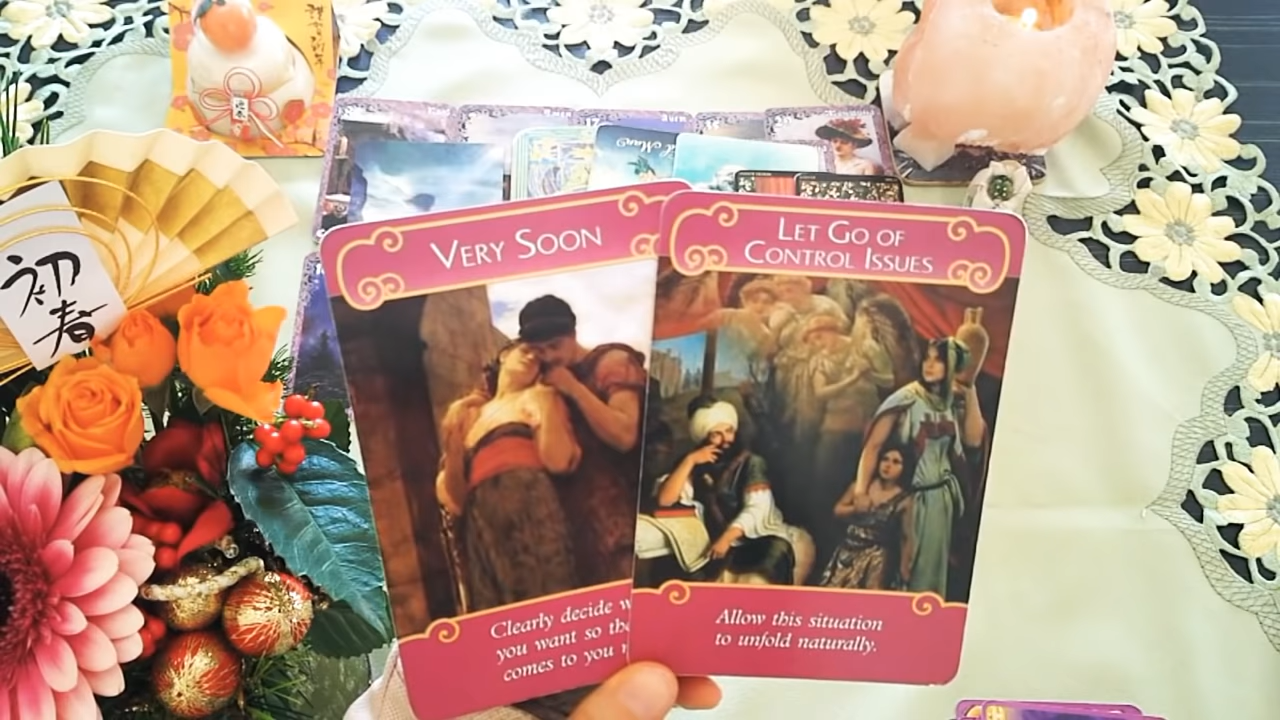 初春
VERY SOON
Clearly decide
you want so
comes to you
LET GO OF
CONTROL ISSUES
Allow this situation
to unfold naturally.